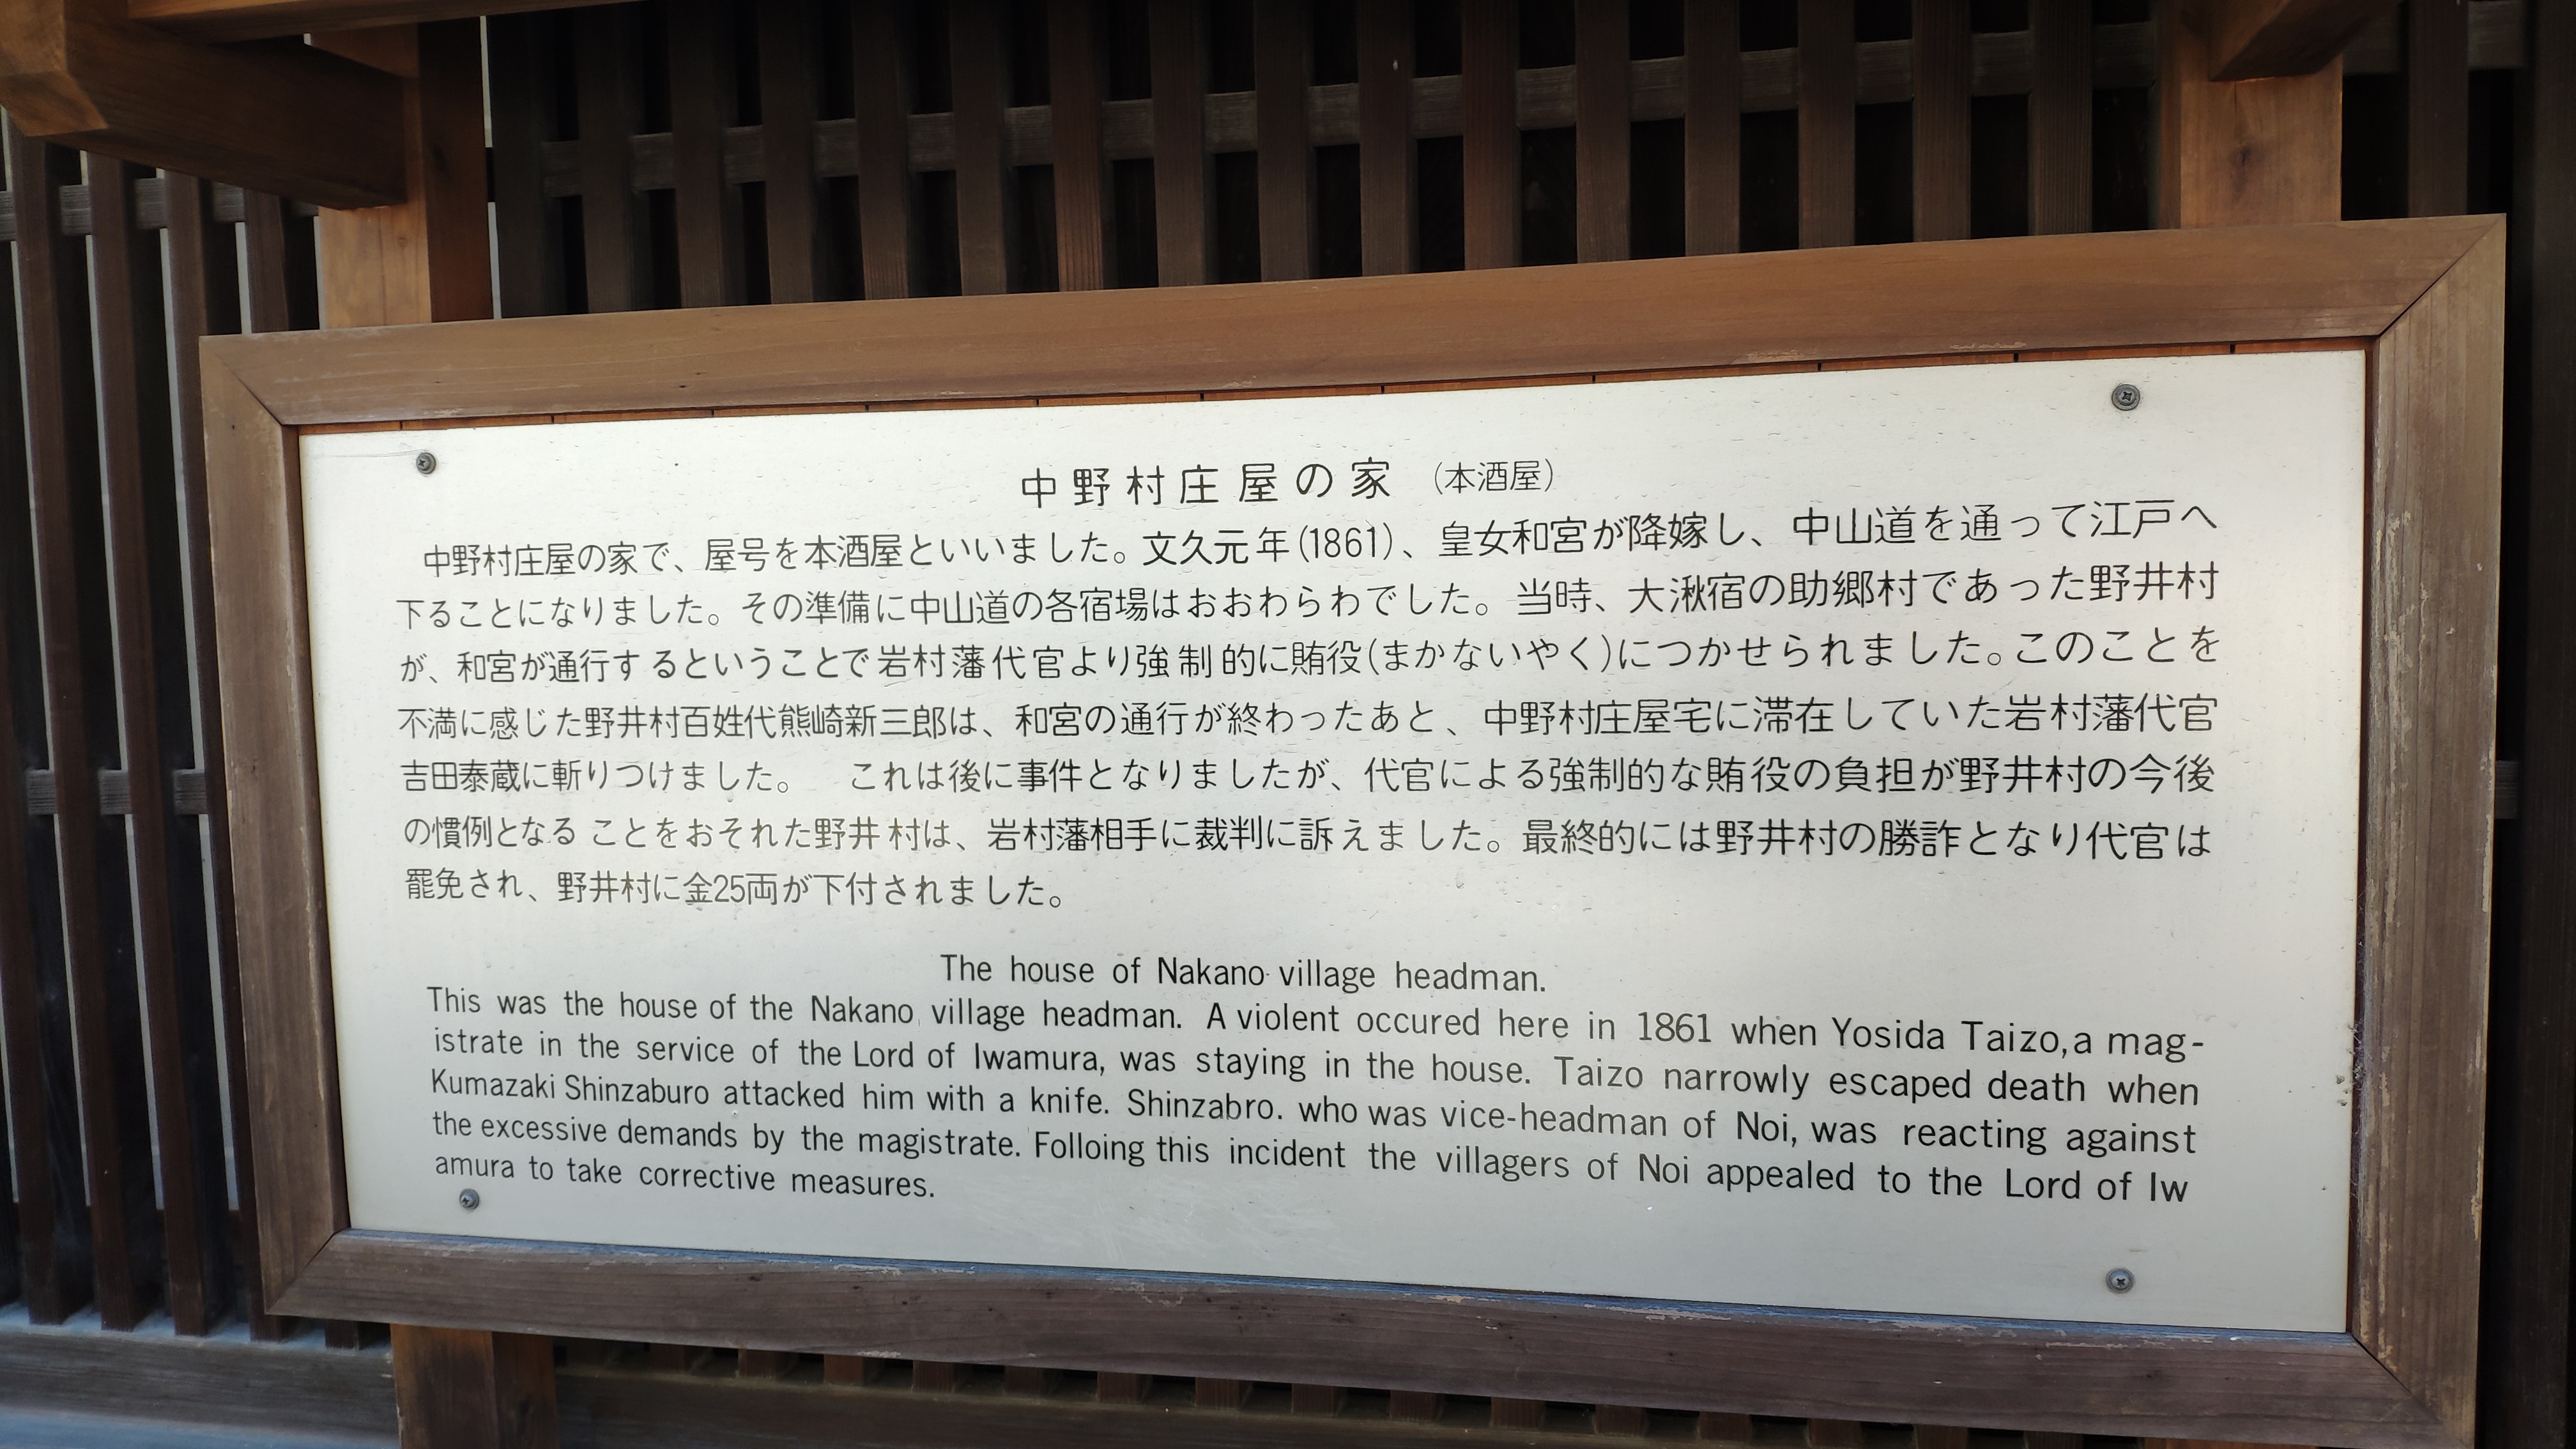 中野村庄屋の家 (本酒屋)
中野村庄屋の家で、屋号を本酒屋といいました。文久元年(1861)、皇女和宮が降嫁し、中山道を通って江戸へ
下ることになりました。その準備に中山道の各宿場はおおわらわでした。当時、大湫宿の助郷村であった野井村
が、和宮が通行するということで岩村藩代官より強制的に賄役(まかないやく)につかせられました。このことを
不満に感じた野井村百姓代熊崎新三郎は、和宮の通行が終わったあと、中野村庄屋宅に滞在していた岩村藩代官
吉田泰蔵に斬りつけました。 これは後に事件となりましたが、代官による強制的な賄役の負担が野井村の今後
の慣例となることをおそれた野井村は、岩村藩相手に裁判に訴えました。最終的には野井村の勝詐となり代官は
罷免され、野井村に金25両が下付されました。
The house of Nakano village headman.
This was the house of the Nakano village headman. A violent occured here in 1861 when Yosida Taizo,a mag-
istrate in the service of the Lord of Iwamura, was staying in the house. Taizo narrowly escaped death when
Kumazaki Shinzaburo attacked him with a knife. Shinzabro. who was vice-headman of Noi, was reacting against
the excessive demands by the magistrate. Folloing this incident the villagers of Noi appealed to the Lord of Iw
amura to take corrective measures.